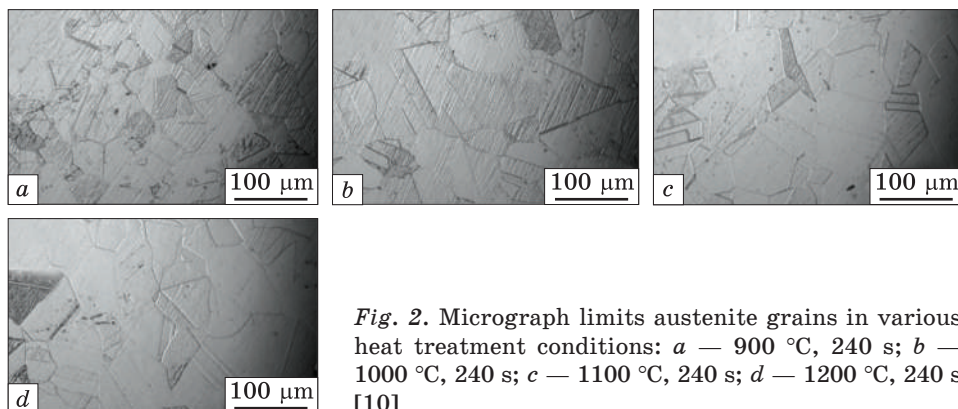 a
100 μm
b
100 μm
c
100 μm
d
100 μm
Fig. 2. Micrograph limits austenite grains in various
heat treatment conditions: a — 900 °C, 240 s; b —
1000 °C, 240 s; c — 1100 °C, 240 s; d — 1200 °C, 240 s
[10]